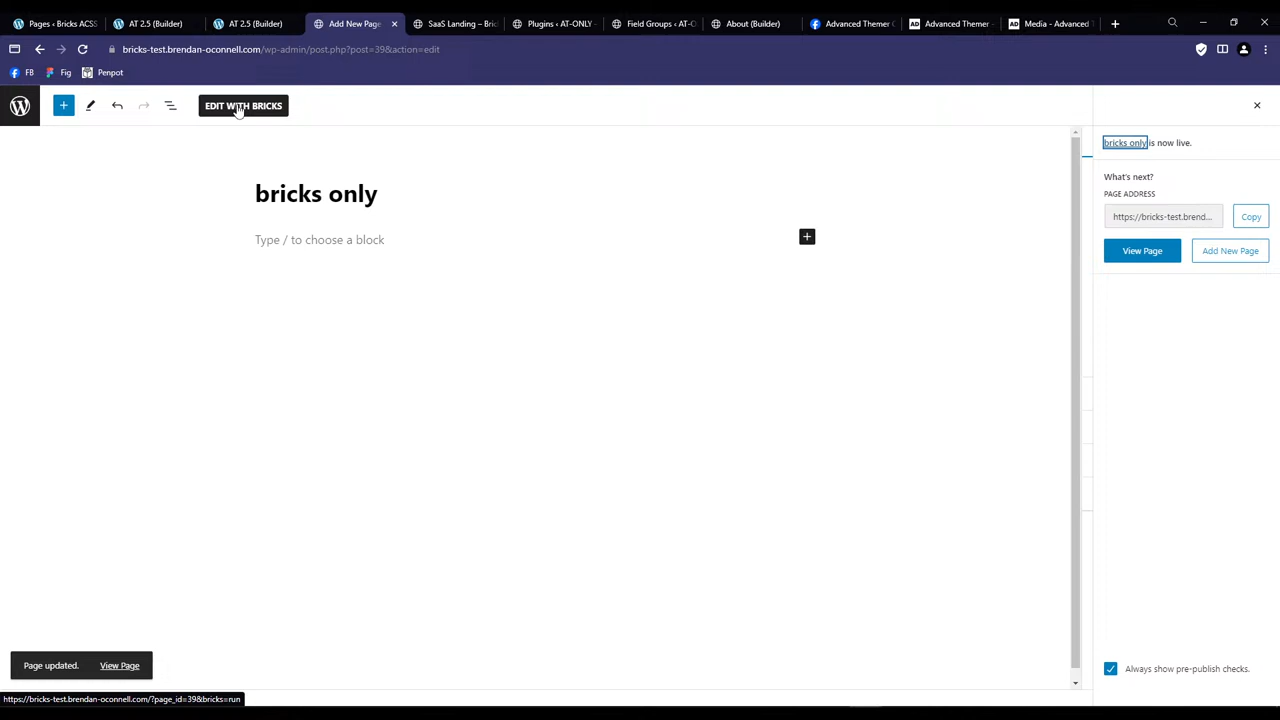 Pages ‹ Bricks ACSS
AT 2.5 (Builder)
AT 2.5 (Builder)
Add New Page
SaaS Landing – Bric
Plugins ‹ AT-ONLY –
Field Groups ‹ AT-O
About (Builder)
Advanced Themer C
Advanced Themer –
Media - Advanced T
bricks-test.brendan-oconnell.com/wp-admin/post.php?post=39&action=edit
FB
Fig
Penpot
EDIT WITH BRICKS
bricks only is now live.
What's next?
PAGE ADDRESS
https://bricks-test.brend...
Copy
View Page
Add New Page
bricks only
Type / to choose a block
Always show pre-publish checks.
Page updated.
View Page
https://bricks-test.brendan-oconnell.com/?page_id=39&bricks=run